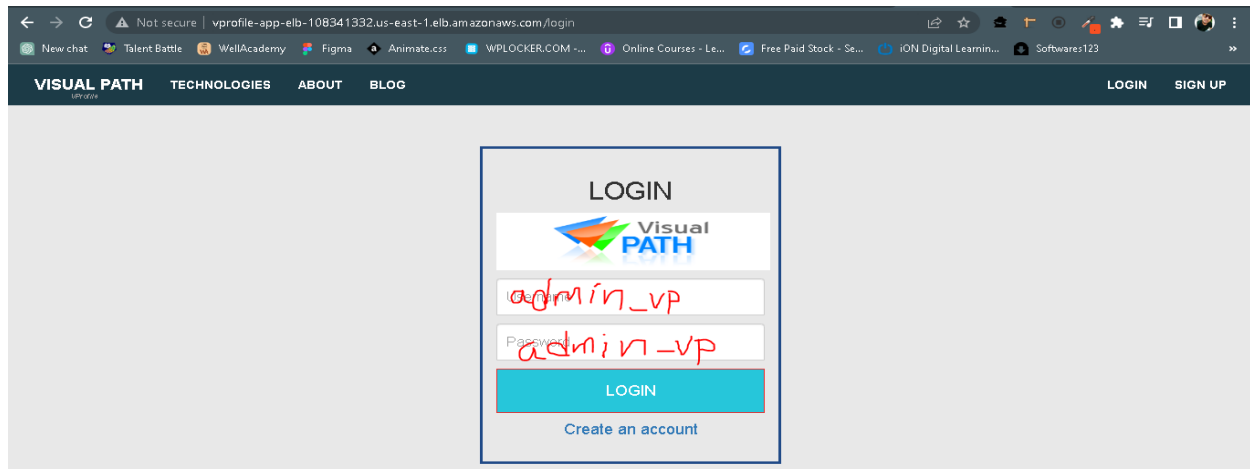 Not secure | vprofile-app-elb-108341332.us-east-1.elb.amazonaws.com/login
New chat Talent Battle WellAcademy Figma Animate.css WPLOCKER.COM -... Online Courses - Le... Free Paid Stock - Se... iON Digital Learnin... Softwares123 »
VISUAL PATH TECHNOLOGIES ABOUT BLOG LOGIN SIGN UP
VProfile
LOGIN
Visual
PATH
Username
admin_vp
Password
admin_vp
LOGIN
Create an account